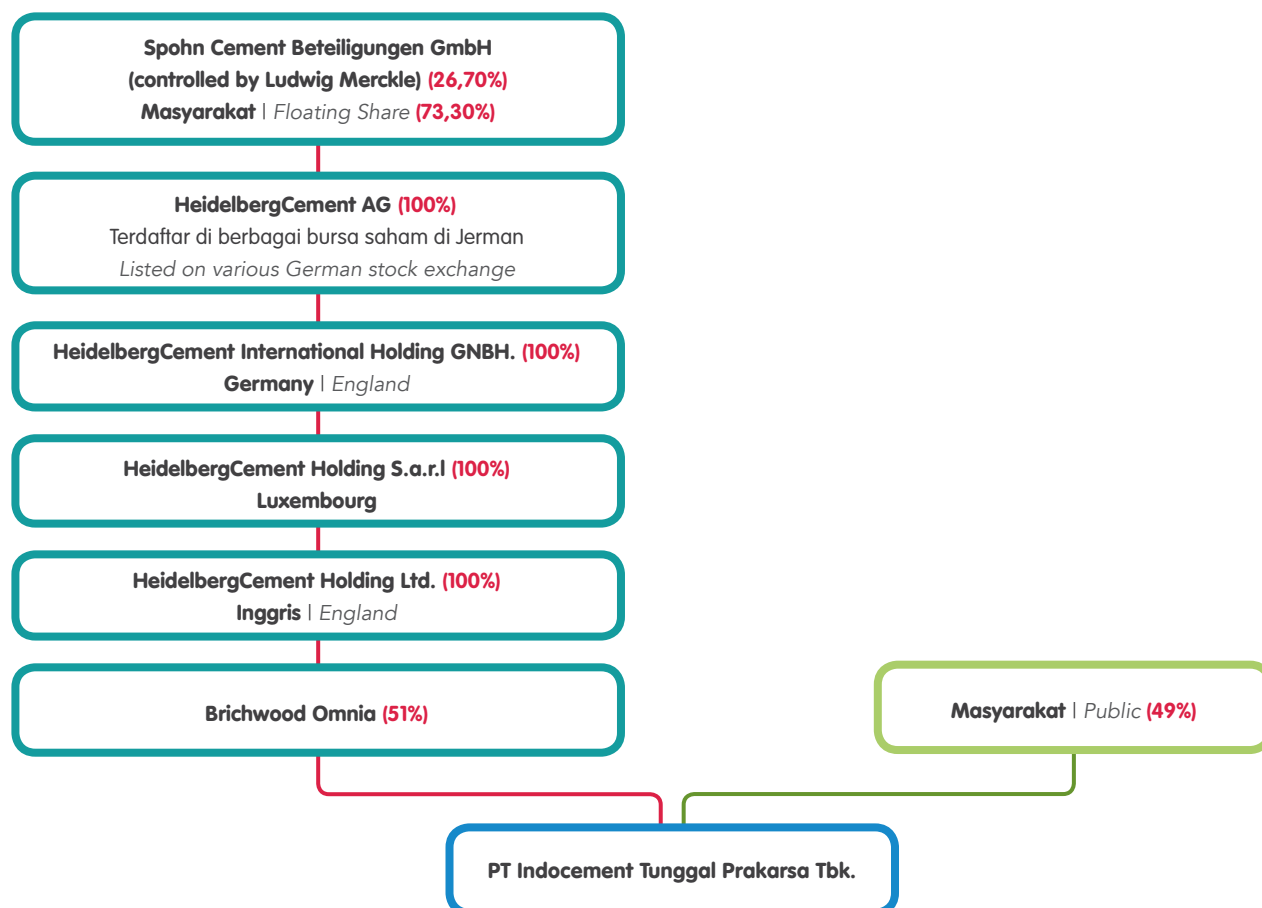 Spohn Cement Beteiligungen GmbH
(controlled by Ludwig Merckle) (26,70%)
Masyarakat | Floating Share (73,30%)
HeidelbergCement AG (100%)
Terdaftar di berbagai bursa saham di Jerman
Listed on various German stock exchange
HeidelbergCement International Holding GNBH. (100%)
Germany | England
HeidelbergCement Holding S.a.r.l (100%)
Luxembourg
HeidelbergCement Holding Ltd. (100%)
Inggris | England
Brichwood Omnia (51%)
Masyarakat | Public (49%)
PT Indocement Tunggal Prakarsa Tbk.